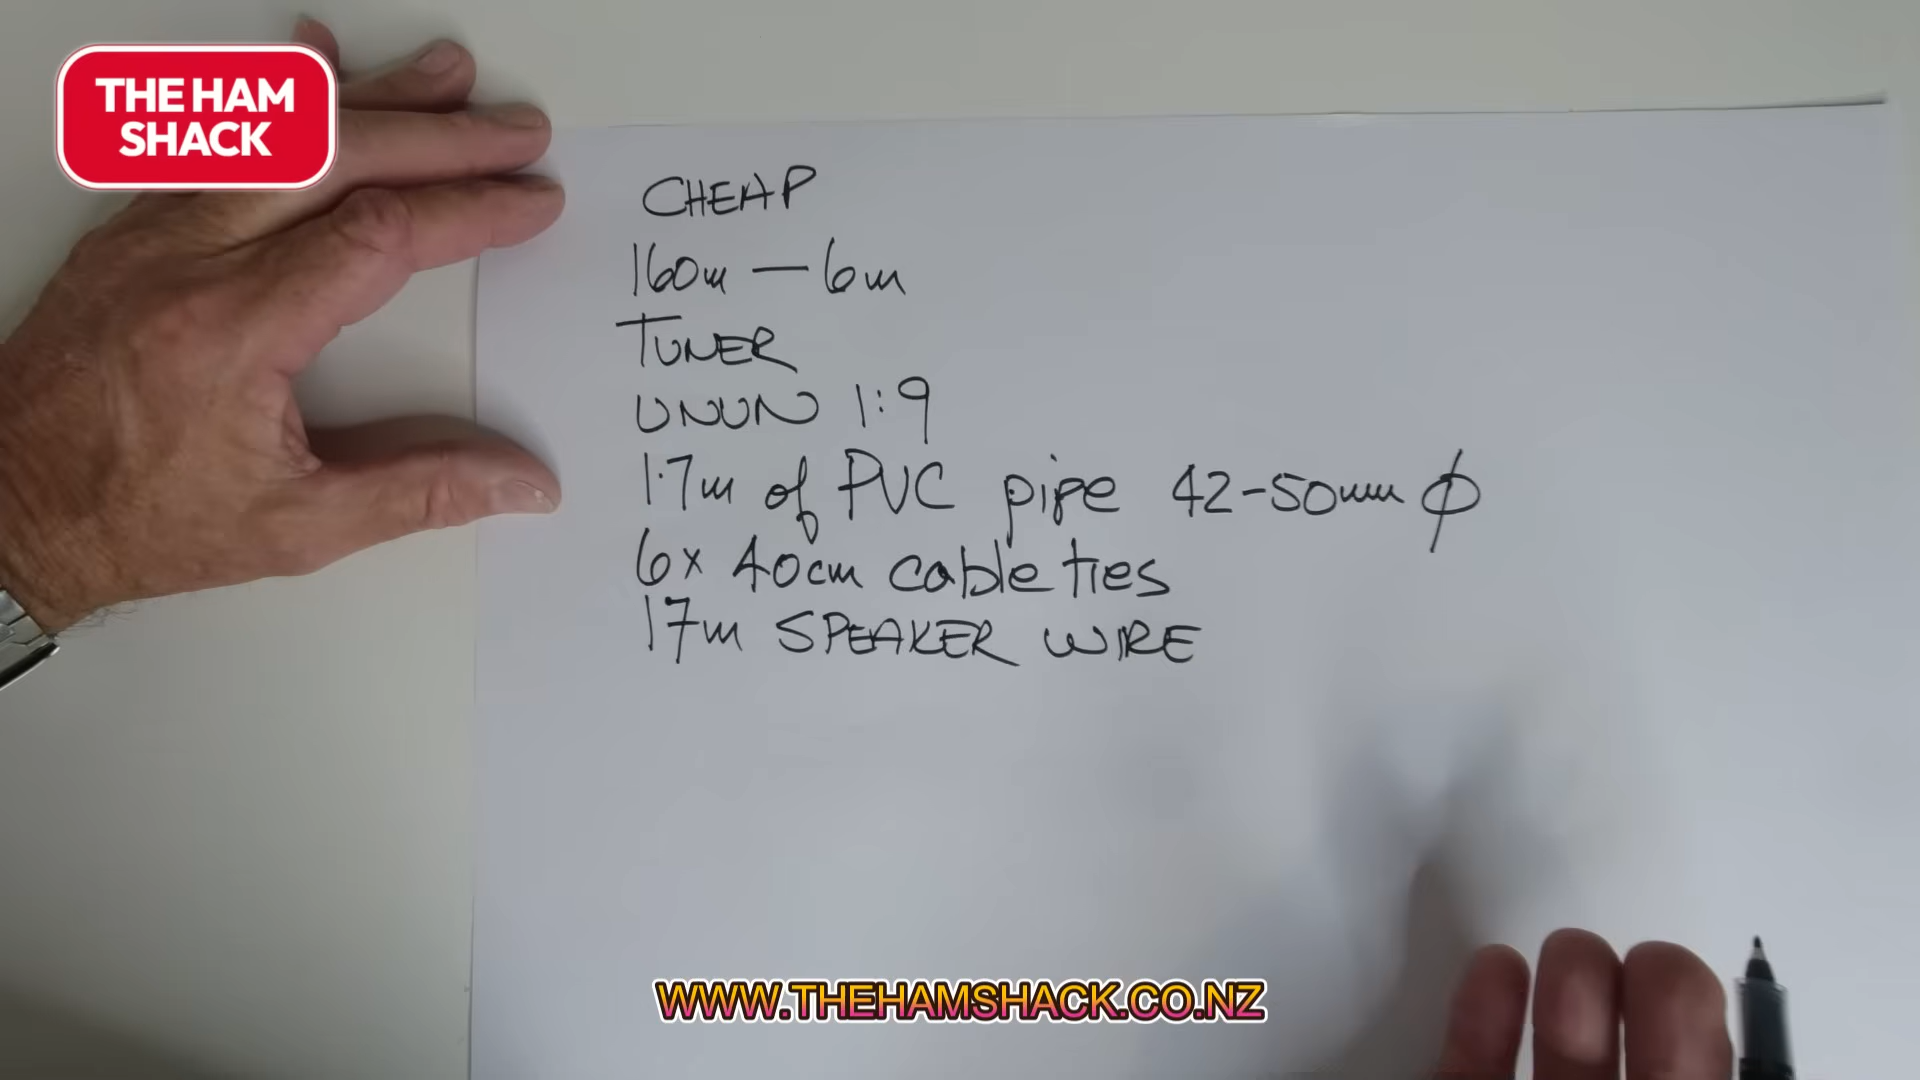 THE HAM
SHACK
CHEAP
160m — 6m
TUNER
UNUN 1:9
1.7m of PVC pipe 42-50mm ϕ
6x 40cm cable ties
17m SPEAKER WIRE
WWW.THEHAMSHACK.CO.NZ